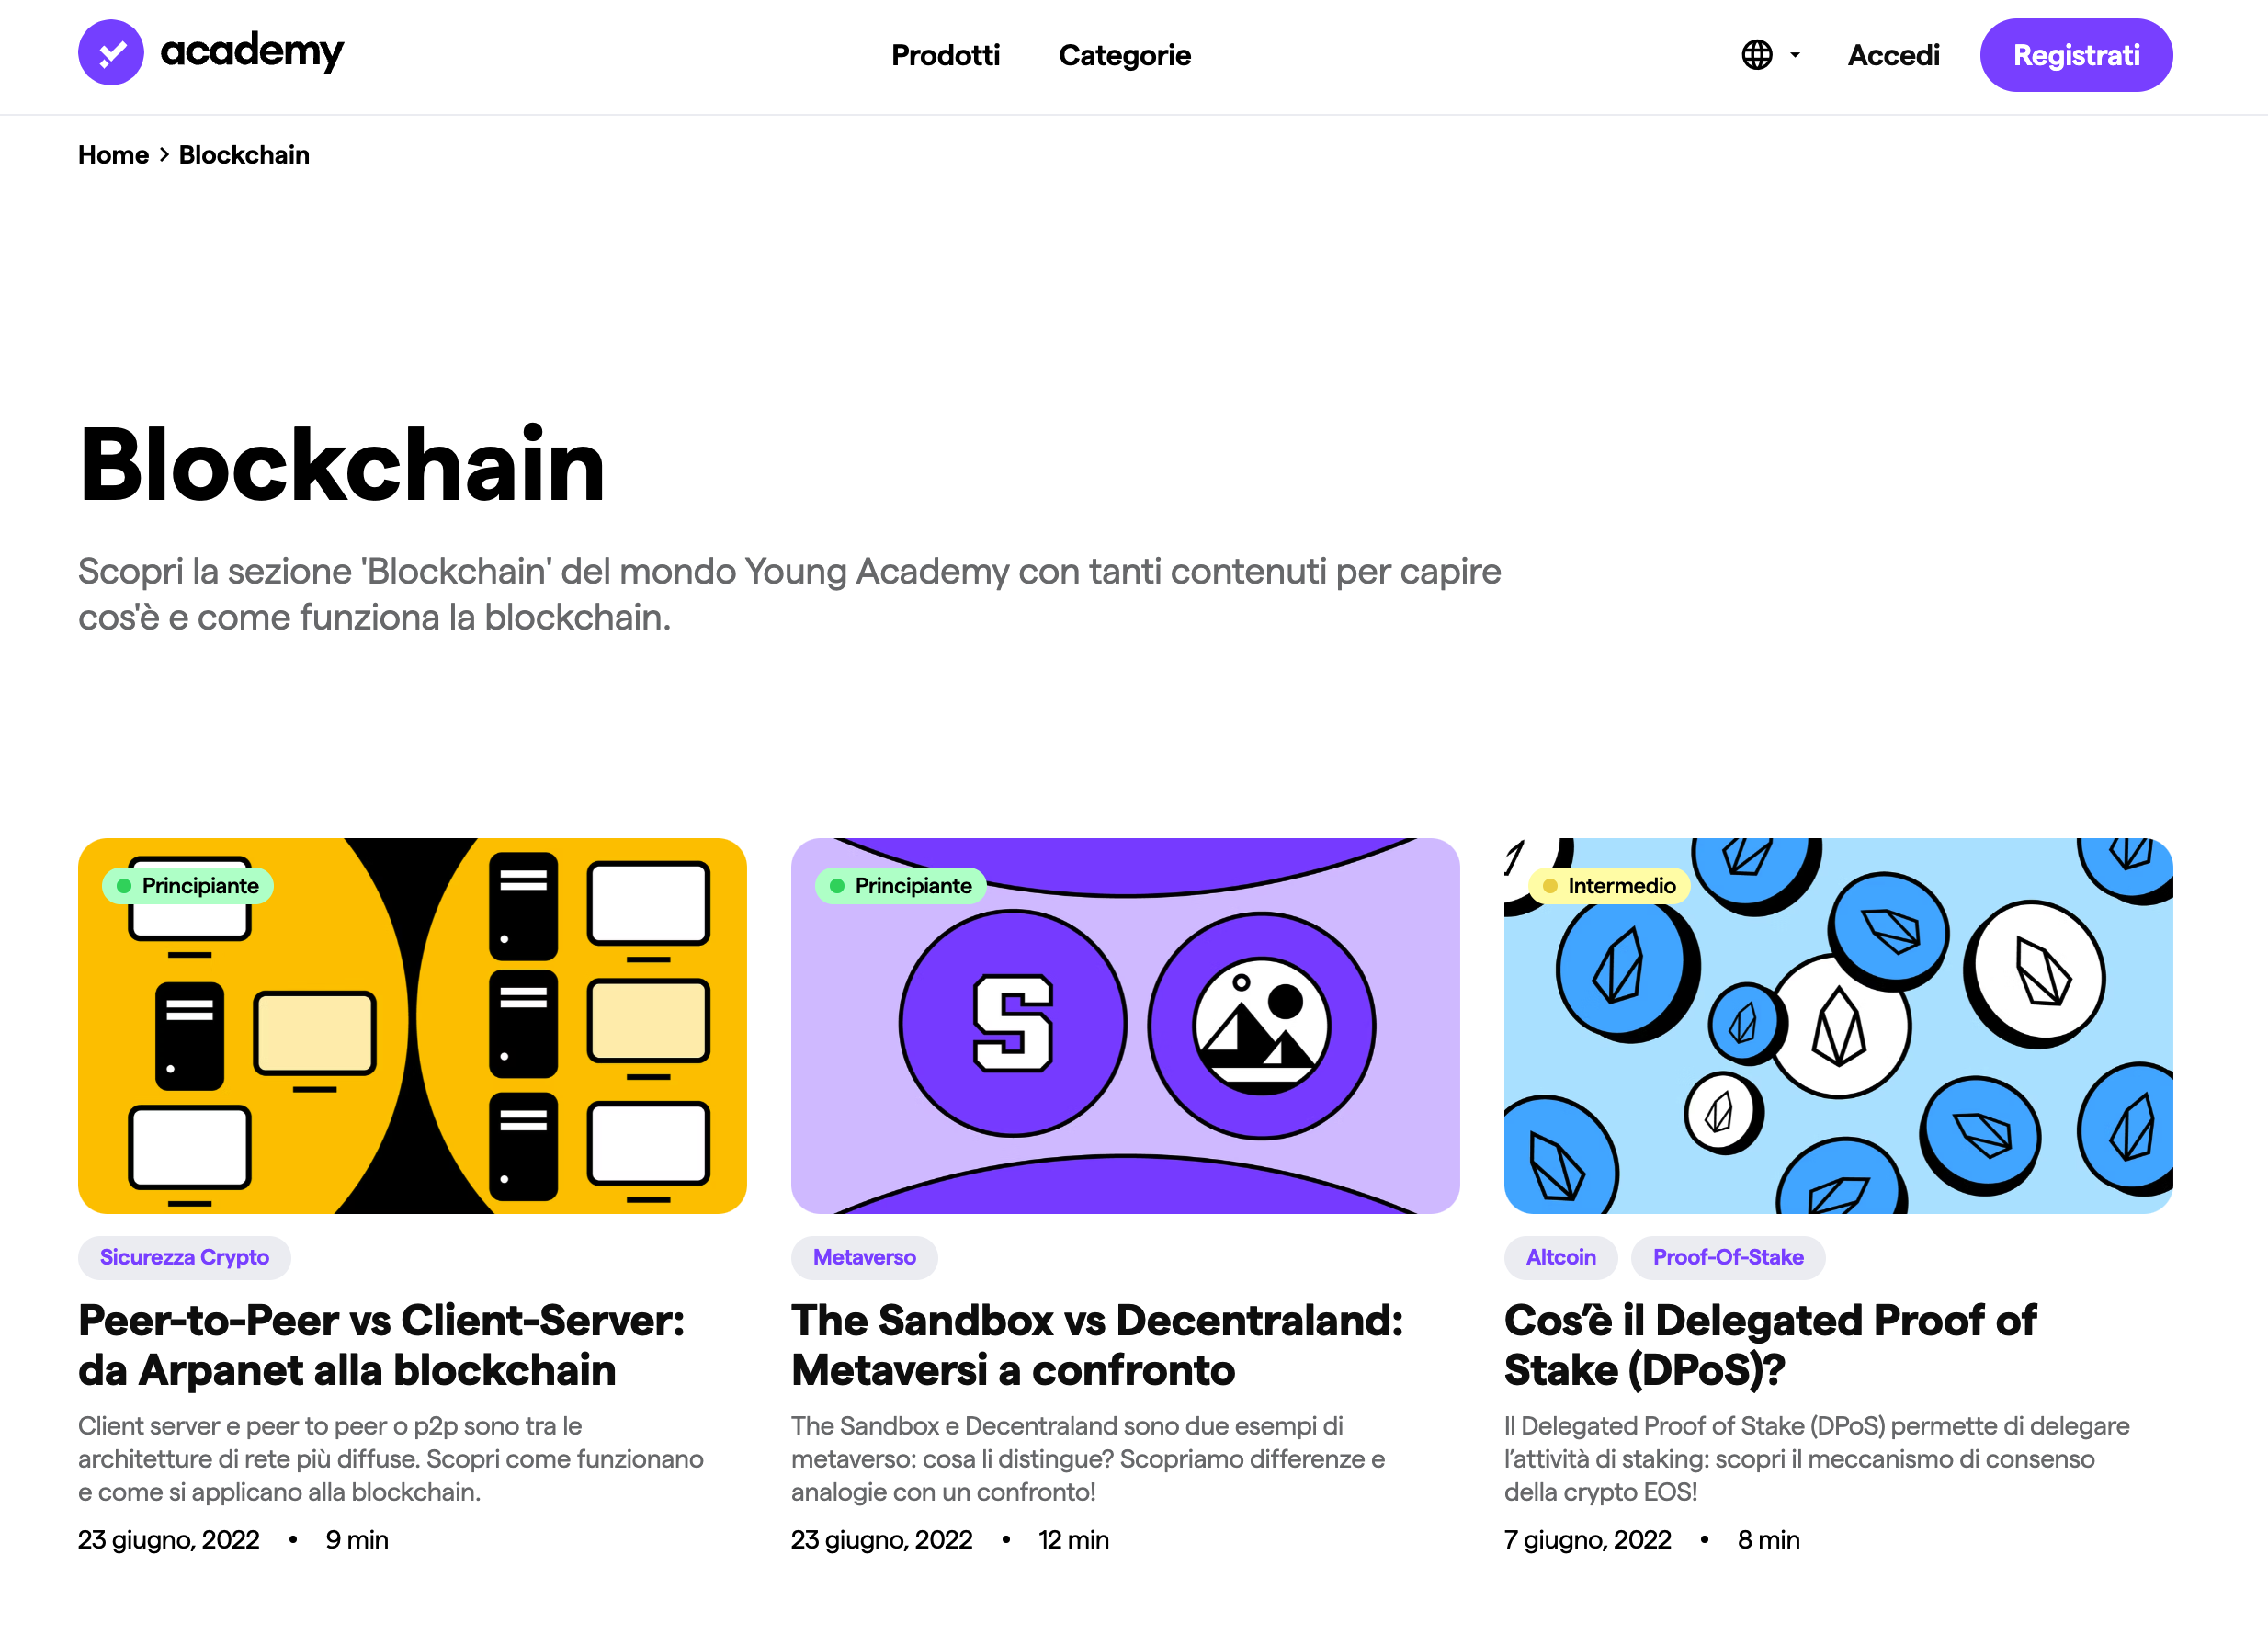 academy
Prodotti
Categorie
Accedi
Registrati
Home > Blockchain
Blockchain
Scopri la sezione 'Blockchain' del mondo Young Academy con tanti contenuti per capire
cos'è e come funziona la blockchain.
Principiante
Sicurezza Crypto
Peer-to-Peer vs Client-Server:
da Arpanet alla blockchain
Client server e peer to peer o p2p sono tra le
architetture di rete più diffuse. Scopri come funzionano
e come si applicano alla blockchain.
23 giugno, 2022 • 9 min
Principiante
S
Metaverso
The Sandbox vs Decentraland:
Metaversi a confronto
The Sandbox e Decentraland sono due esempi di
metaverso: cosa li distingue? Scopriamo differenze e
analogie con un confronto!
23 giugno, 2022 • 12 min
Intermedio
Altcoin
Proof-Of-Stake
Cos’è il Delegated Proof of
Stake (DPoS)?
Il Delegated Proof of Stake (DPoS) permette di delegare
l’attività di staking: scopri il meccanismo di consenso
della crypto EOS!
7 giugno, 2022 • 8 min